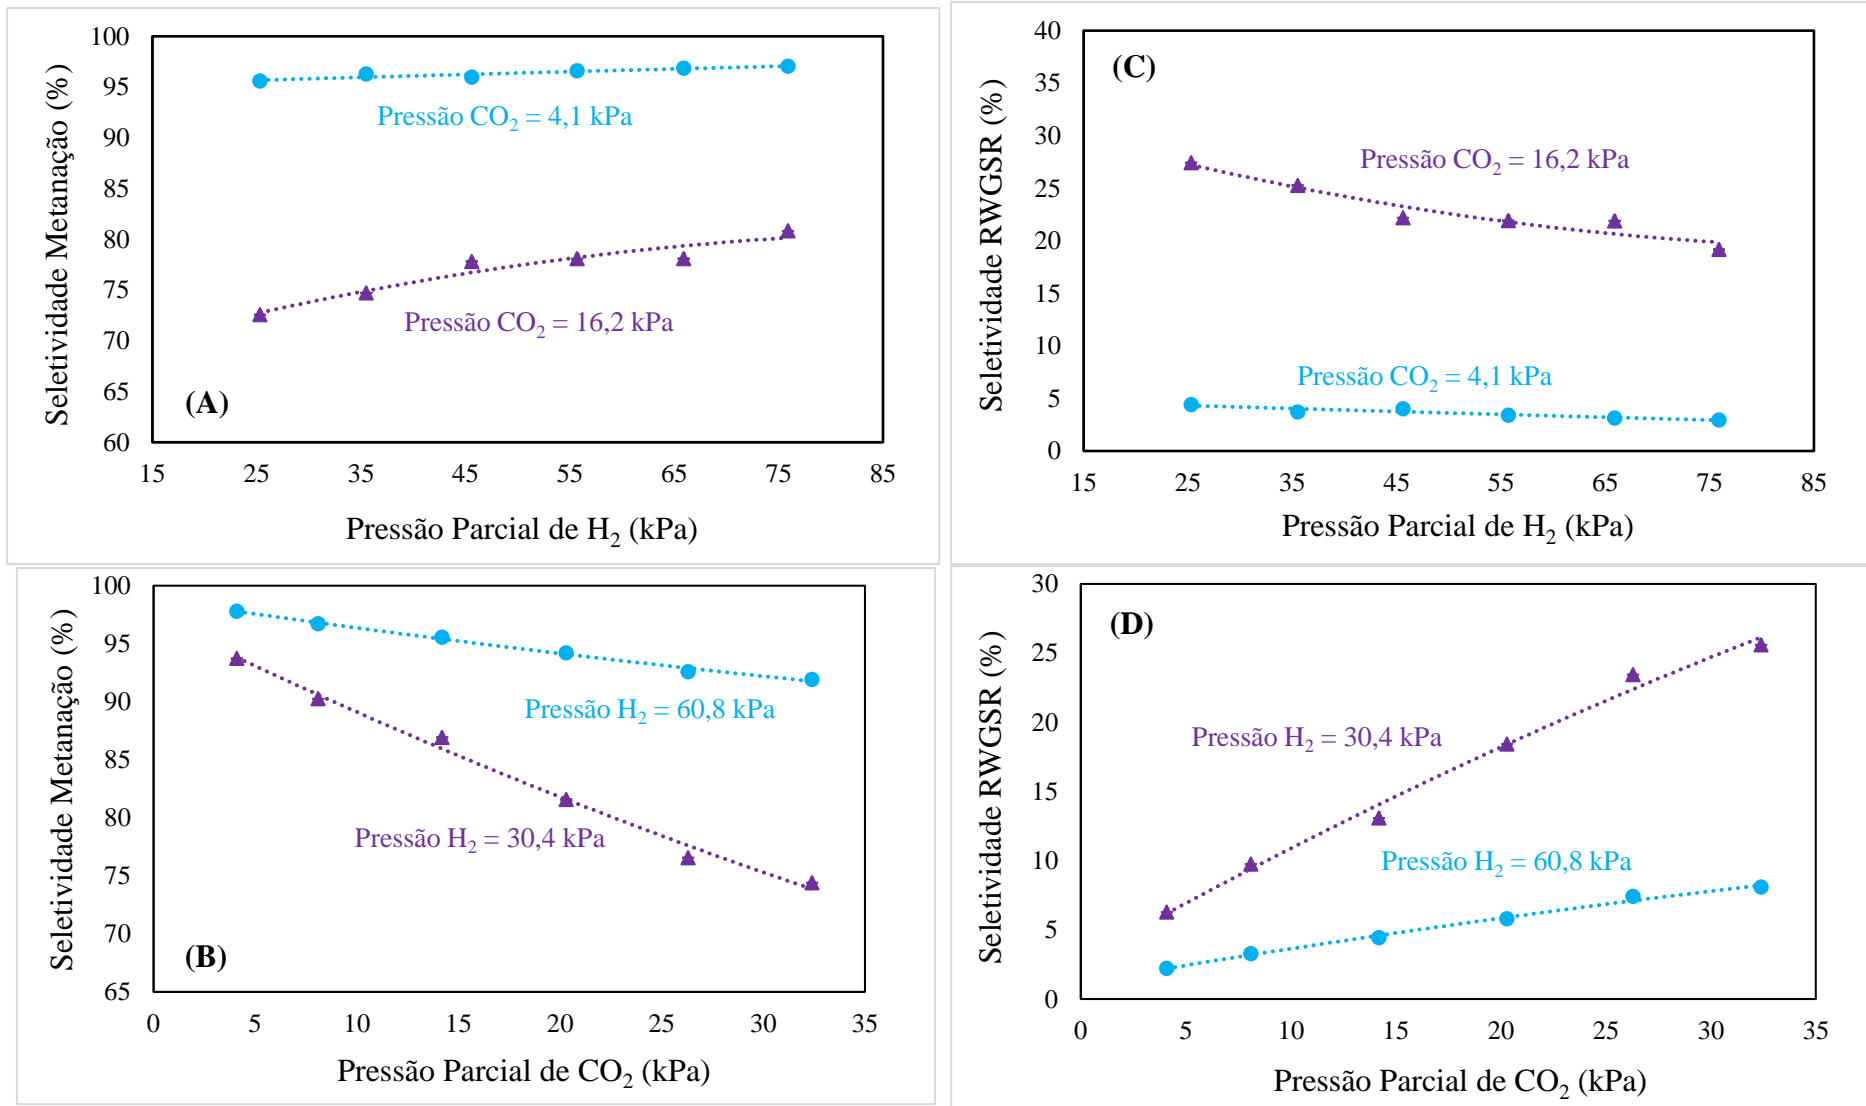 Seletividade Metanação (%)
100
95
90
85
80
75
70
65
60
Pressão CO₂ = 4,1 kPa
Pressão CO₂ = 16,2 kPa
(A)
15 25 35 45 55 65 75 85
Pressão Parcial de H₂ (kPa)
Seletividade RWGSR (%)
40
35
30
25
20
15
10
5
0
(C)
Pressão CO₂ = 16,2 kPa
Pressão CO₂ = 4,1 kPa
15 25 35 45 55 65 75 85
Pressão Parcial de H₂ (kPa)
Seletividade Metanação (%)
100
95
90
85
80
75
70
65
Pressão H₂ = 60,8 kPa
Pressão H₂ = 30,4 kPa
(B)
0 5 10 15 20 25 30 35
Pressão Parcial de CO₂ (kPa)
Seletividade RWGSR (%)
30
25
20
15
10
5
0
(D)
Pressão H₂ = 30,4 kPa
Pressão H₂ = 60,8 kPa
0 5 10 15 20 25 30 35
Pressão Parcial de CO₂ (kPa)